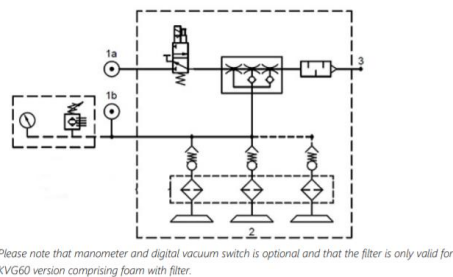 1a
3
1b
2
Please note that manometer and digital vacuum switch is optional and that the filter is only valid for
KVG60 version comprising foam with filter.